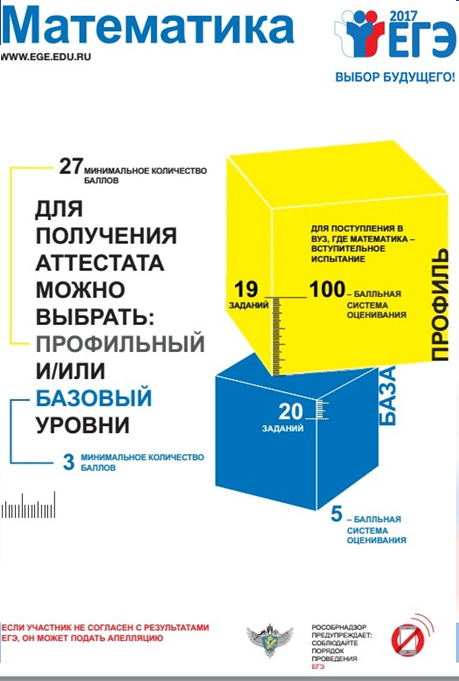 Математика
WWW.EGE.EDU.RU
2017
ЕГЭ
ВЫБОР БУДУЩЕГО!
27 МИНИМАЛЬНОЕ КОЛИЧЕСТВО
БАЛЛОВ
ДЛЯ
ПОЛУЧЕНИЯ
АТТЕСТАТА
МОЖНО
ВЫБРАТЬ:
ПРОФИЛЬНЫЙ
И/ИЛИ
БАЗОВЫЙ
УРОВНИ
3 МИНИМАЛЬНОЕ КОЛИЧЕСТВО
БАЛЛОВ
ДЛЯ ПОСТУПЛЕНИЯ В
ВУЗ, ГДЕ МАТЕМАТИКА –
ВСТУПИТЕЛЬНОЕ
ИСПЫТАНИЕ
19
ЗАДАНИЙ
100 – БАЛЛЬНАЯ
СИСТЕМА
ОЦЕНИВАНИЯ
ПРОФИЛЬ
20
ЗАДАНИЙ
БАЗА
5 – БАЛЛЬНАЯ
СИСТЕМА
ОЦЕНИВАНИЯ
ЕСЛИ УЧАСТНИК НЕ СОГЛАСЕН С РЕЗУЛЬТАТАМИ
ЕГЭ, ОН МОЖЕТ ПОДАТЬ АПЕЛЛЯЦИЮ
РОСОБРНАДЗОР
ПРЕДУПРЕЖДАЕТ:
СОБЛЮДАЙТЕ
ПОРЯДОК
ПРОВЕДЕНИЯ
ЕГЭ